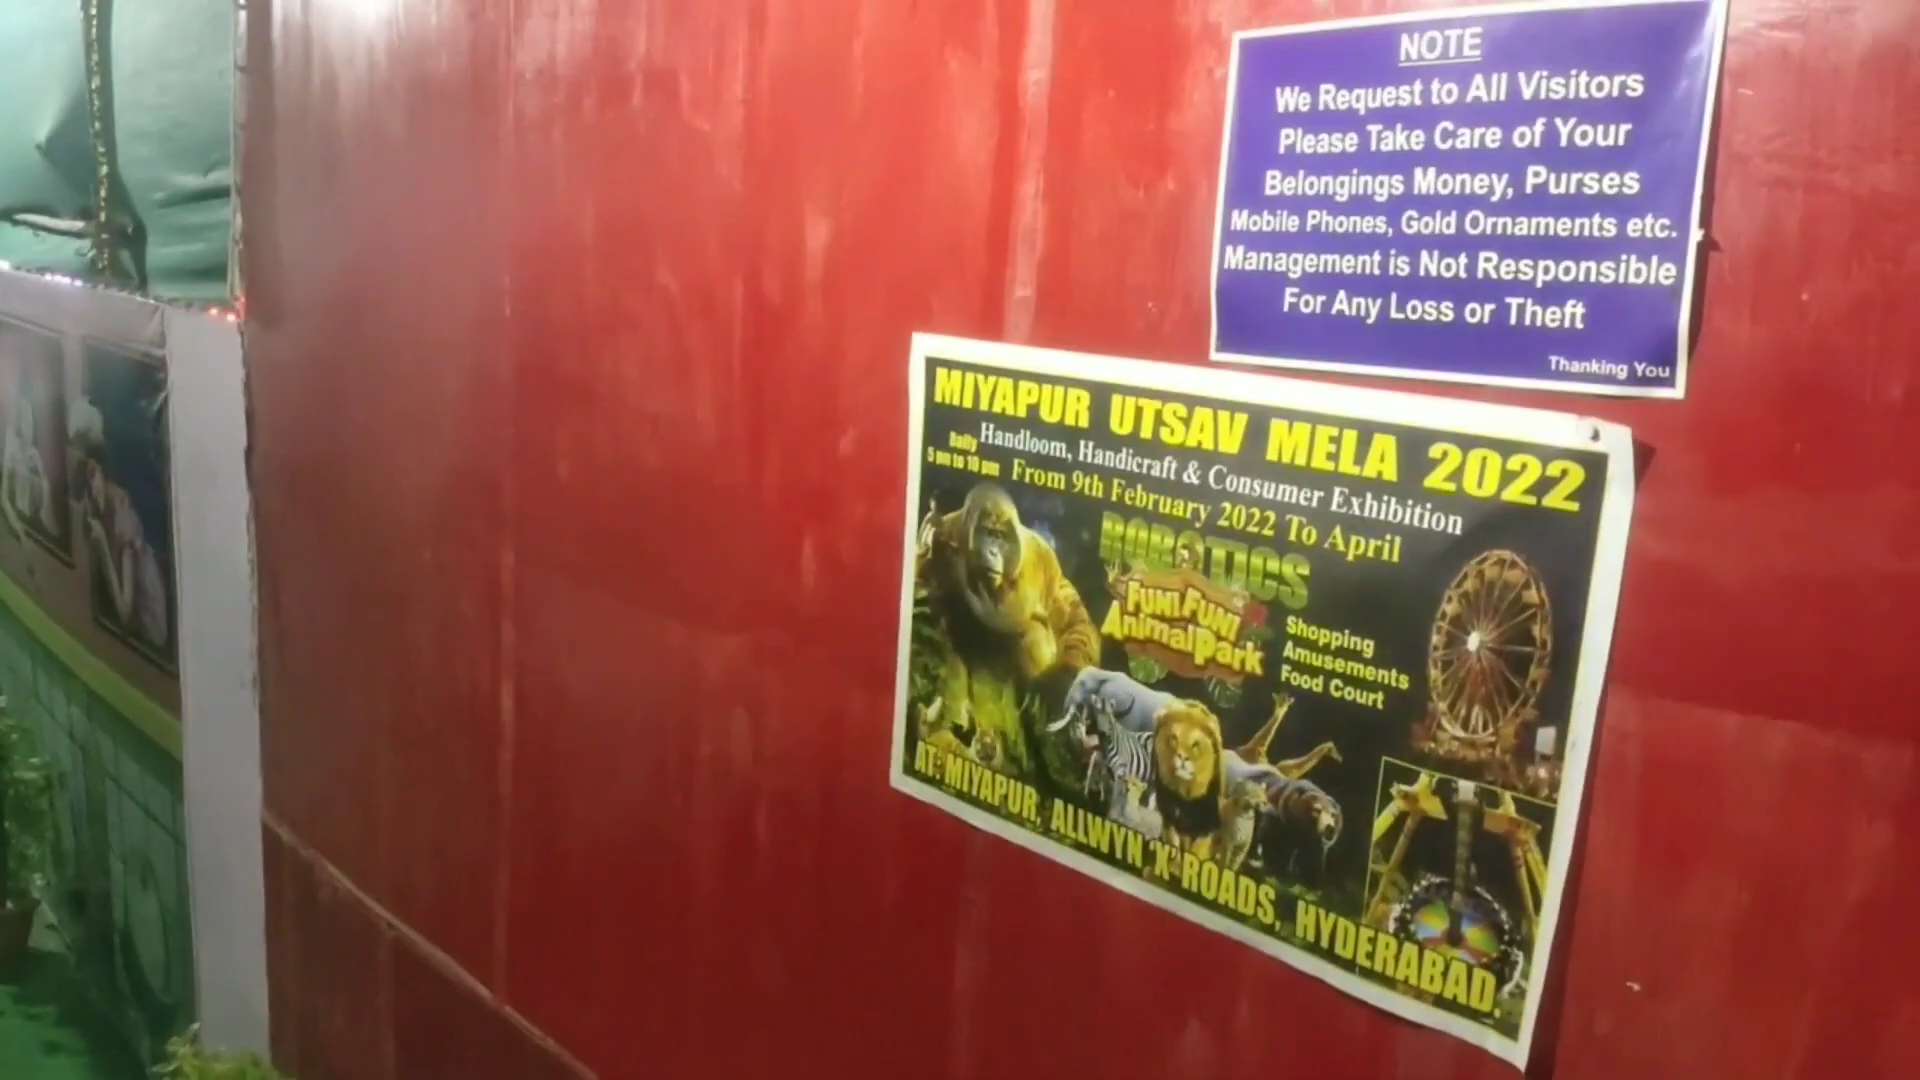 NOTE
We Request to All Visitors
Please Take Care of Your
Belongings Money, Purses
Mobile Phones, Gold Ornaments etc.
Management is Not Responsible
For Any Loss or Theft
Thanking You
MIYAPUR UTSAV MELA 2022
Handloom, Handicraft & Consumer Exhibition
Daily
5 pm to 10 pm
From 9th February 2022 To April
ROBOTICS
FUN! FUN!
Animal Park
Shopping
Amusements
Food Court
AT: MIYAPUR, ALLWYN 'X' ROADS, HYDERABAD.